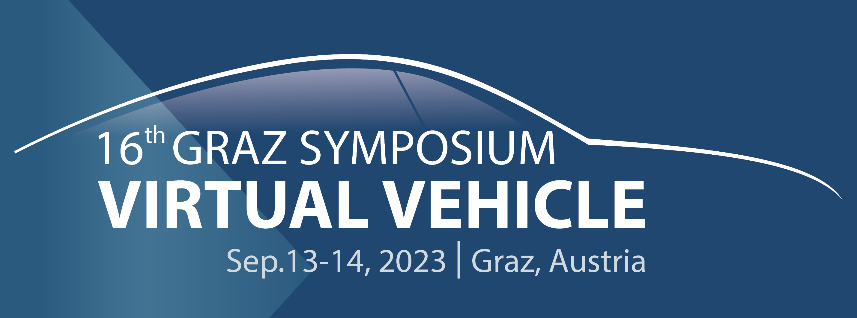 16th GRAZ SYMPOSIUM
VIRTUAL VEHICLE
Sep.13-14, 2023 | Graz, Austria